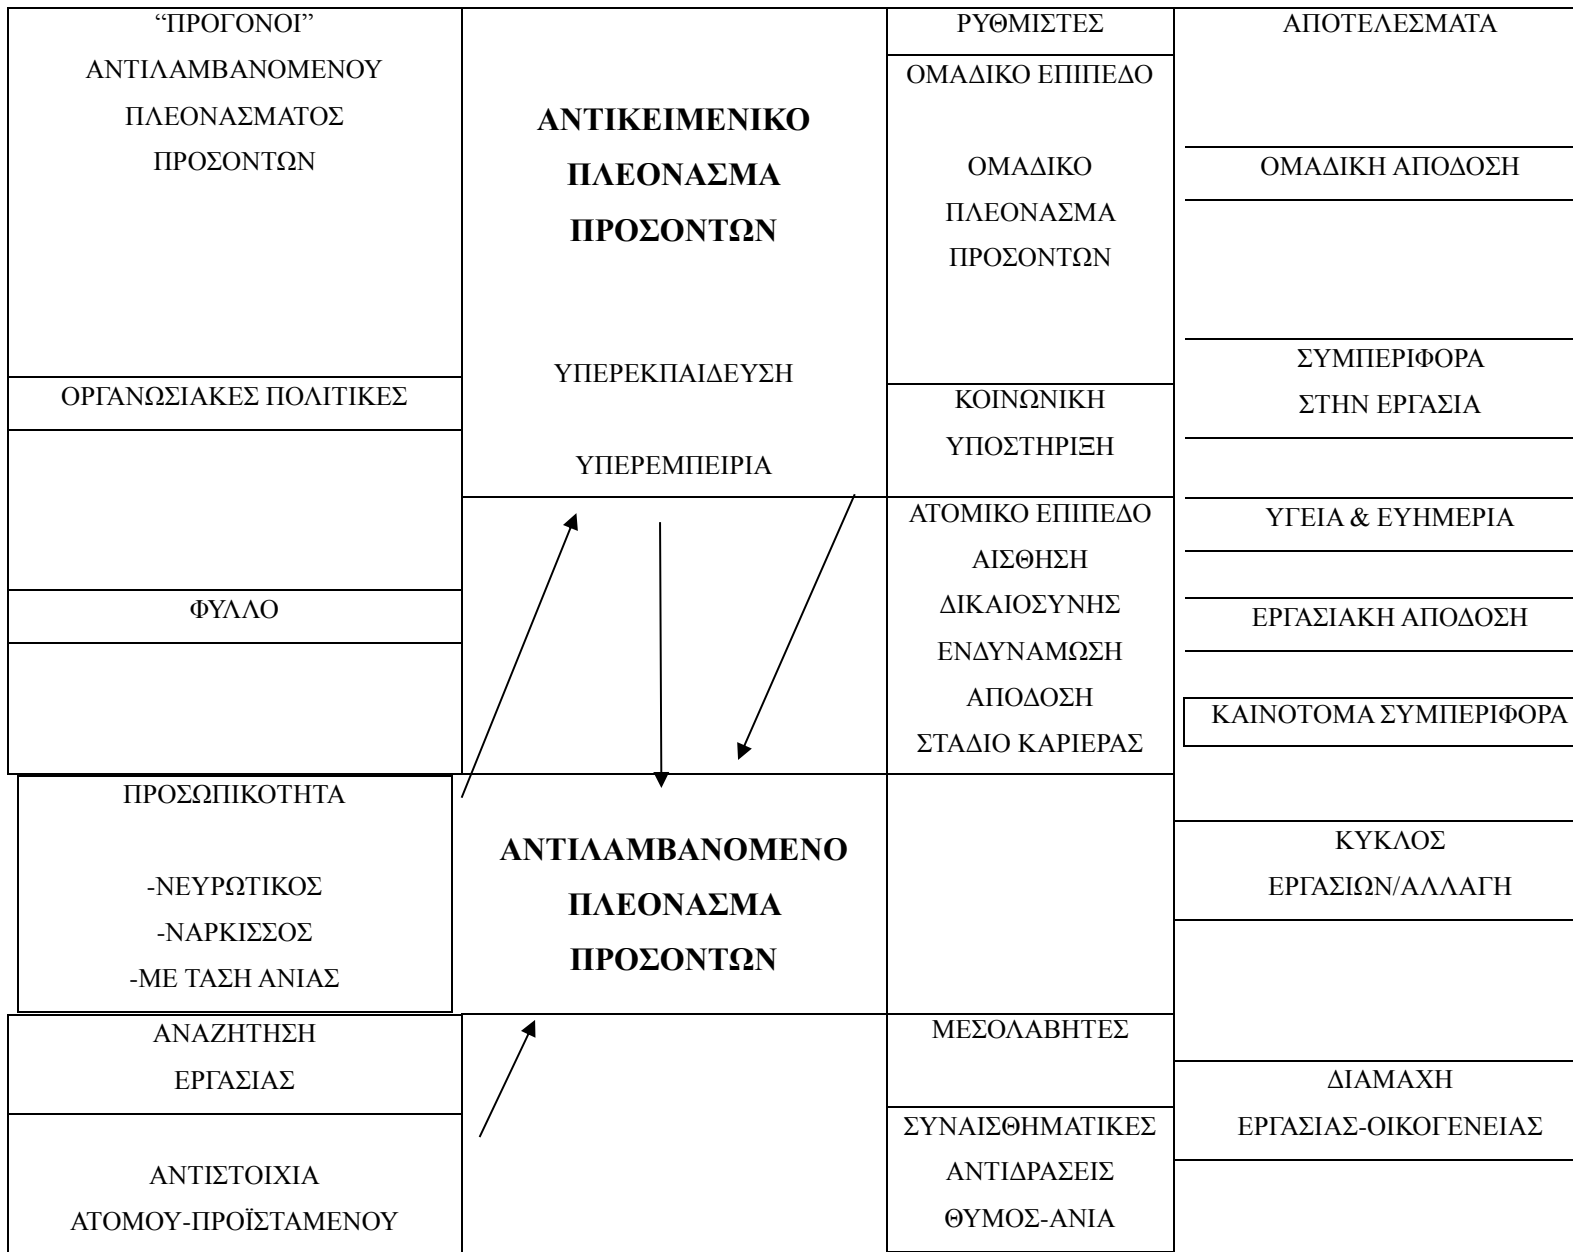 “ΠΡΟΓΟΝΟΙ”
ΑΝΤΙΛΑΜΒΑΝΟΜΕΝΟΥ
ΠΛΕΟΝΑΣΜΑΤΟΣ
ΠΡΟΣΟΝΤΩΝ
ΟΡΓΑΝΩΣΙΑΚΕΣ ΠΟΛΙΤΙΚΕΣ
ΦΥΛΛΟ
ΠΡΟΣΩΠΙΚΟΤΗΤΑ
-ΝΕΥΡΩΤΙΚΟΣ
-ΝΑΡΚΙΣΣΟΣ
-ΜΕ ΤΑΣΗ ΑΝΙΑΣ
ΑΝΑΖΗΤΗΣΗ
ΕΡΓΑΣΙΑΣ
ΑΝΤΙΣΤΟΙΧΙΑ
ΑΤΟΜΟΥ-ΠΡΟΪΣΤΑΜΕΝΟΥ
ΑΝΤΙΚΕΙΜΕΝΙΚΟ
ΠΛΕΟΝΑΣΜΑ
ΠΡΟΣΟΝΤΩΝ
ΥΠΕΡΕΚΠΑΙΔΕΥΣΗ
ΥΠΕΡΕΜΠΕΙΡΙΑ
ΑΝΤΙΛΑΜΒΑΝΟΜΕΝΟ
ΠΛΕΟΝΑΣΜΑ
ΠΡΟΣΟΝΤΩΝ
ΡΥΘΜΙΣΤΕΣ
ΟΜΑΔΙΚΟ ΕΠΙΠΕΔΟ
ΟΜΑΔΙΚΟ
ΠΛΕΟΝΑΣΜΑ
ΠΡΟΣΟΝΤΩΝ
ΚΟΙΝΩΝΙΚΗ
ΥΠΟΣΤΗΡΙΞΗ
ΑΤΟΜΙΚΟ ΕΠΙΠΕΔΟ
ΑΙΣΘΗΣΗ
ΔΙΚΑΙΟΣΥΝΗΣ
ΕΝΔΥΝΑΜΩΣΗ
ΑΠΟΔΟΣΗ
ΣΤΑΔΙΟ ΚΑΡΙΕΡΑΣ
ΜΕΣΟΛΑΒΗΤΕΣ
ΣΥΝΑΙΣΘΗΜΑΤΙΚΕΣ
ΑΝΤΙΔΡΑΣΕΙΣ
ΘΥΜΟΣ-ΑΝΙΑ
ΑΠΟΤΕΛΕΣΜΑΤΑ
ΟΜΑΔΙΚΗ ΑΠΟΔΟΣΗ
ΣΥΜΠΕΡΙΦΟΡΑ
ΣΤΗΝ ΕΡΓΑΣΙΑ
ΥΓΕΙΑ & ΕΥΗΜΕΡΙΑ
ΕΡΓΑΣΙΑΚΗ ΑΠΟΔΟΣΗ
ΚΑΙΝΟΤΟΜΑ ΣΥΜΠΕΡΙΦΟΡΑ
ΚΥΚΛΟΣ
ΕΡΓΑΣΙΩΝ/ΑΛΛΑΓΗ
ΔΙΑΜΑΧΗ
ΕΡΓΑΣΙΑΣ-ΟΙΚΟΓΕΝΕΙΑΣ